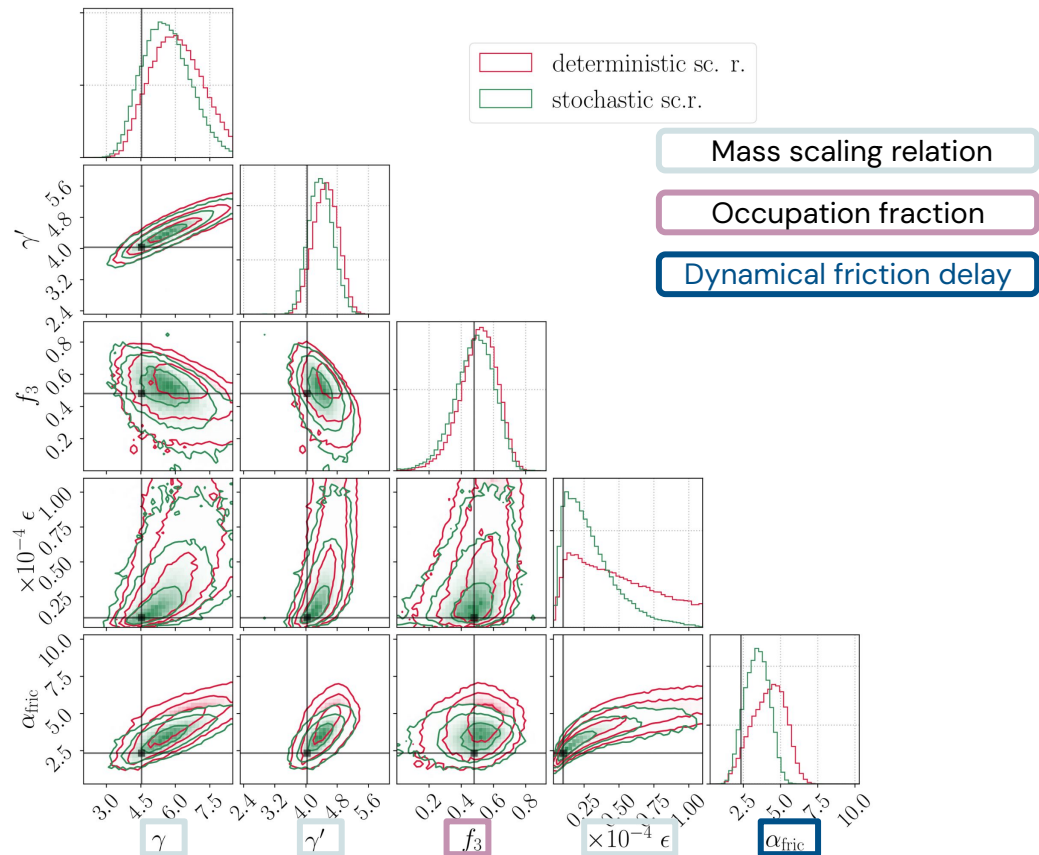 deterministic sc. r.
stochastic sc.r.
Mass scaling relation
Occupation fraction
Dynamical friction delay
γ′
5.6
4.8
4.0
3.2
2.4
f₃
0.8
0.6
0.4
0.2
×10⁻⁴ ϵ
1.00
0.75
0.50
0.25
α_fric
10.0
7.5
5.0
2.5
3.0 4.5 6.0 7.5
2.4 3.2 4.0 4.8 5.6
0.2 0.4 0.6 0.8
0.25 0.50 0.75 1.00
2.5 5.0 7.5 10.0
γ γ′ f₃ ×10⁻⁴ ϵ α_fric